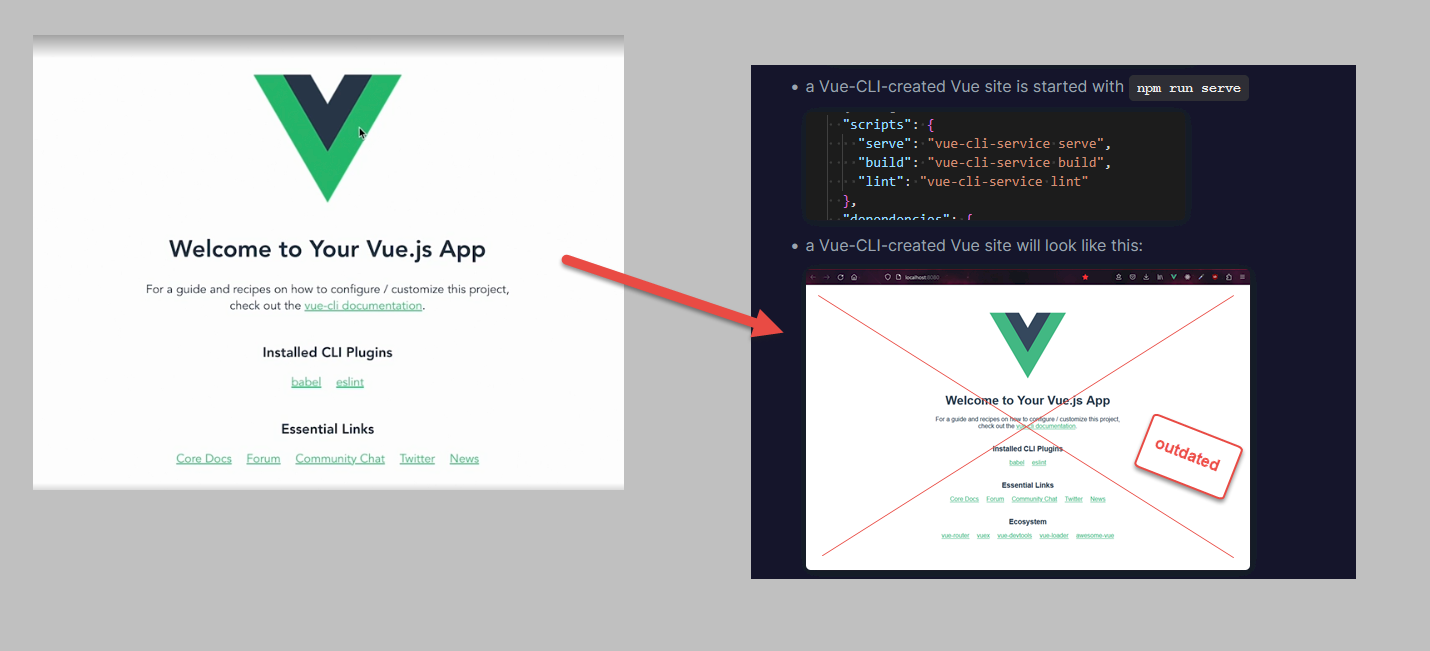 Welcome to Your Vue.js App
For a guide and recipes on how to configure / customize this project,
check out the vue-cli documentation.
Installed CLI Plugins
babel eslint
Essential Links
Core Docs Forum Community Chat Twitter News
• a Vue-CLI-created Vue site is started with npm run serve
"scripts": {
"serve": "vue-cli-service serve",
"build": "vue-cli-service build",
"lint": "vue-cli-service lint"
},
"dependencies": {
• a Vue-CLI-created Vue site will look like this:
localhost:8080
Welcome to Your Vue.js App
For a guide and recipes on how to configure / customize this project,
check out the vue-cli documentation.
Installed CLI Plugins
babel eslint
outdated
Essential Links
Core Docs Forum Community Chat Twitter News
Ecosystem
vue-router vuex vue-devtools vue-loader awesome-vue